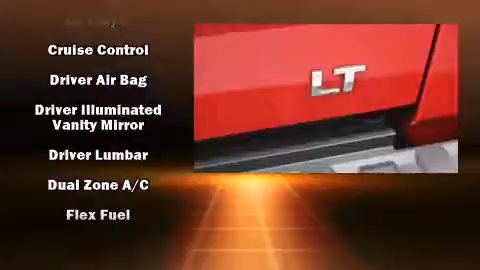 Cruise Control
Driver Air Bag
Driver Illuminated
Vanity Mirror
Driver Lumbar
Dual Zone A/C
Flex Fuel
LT